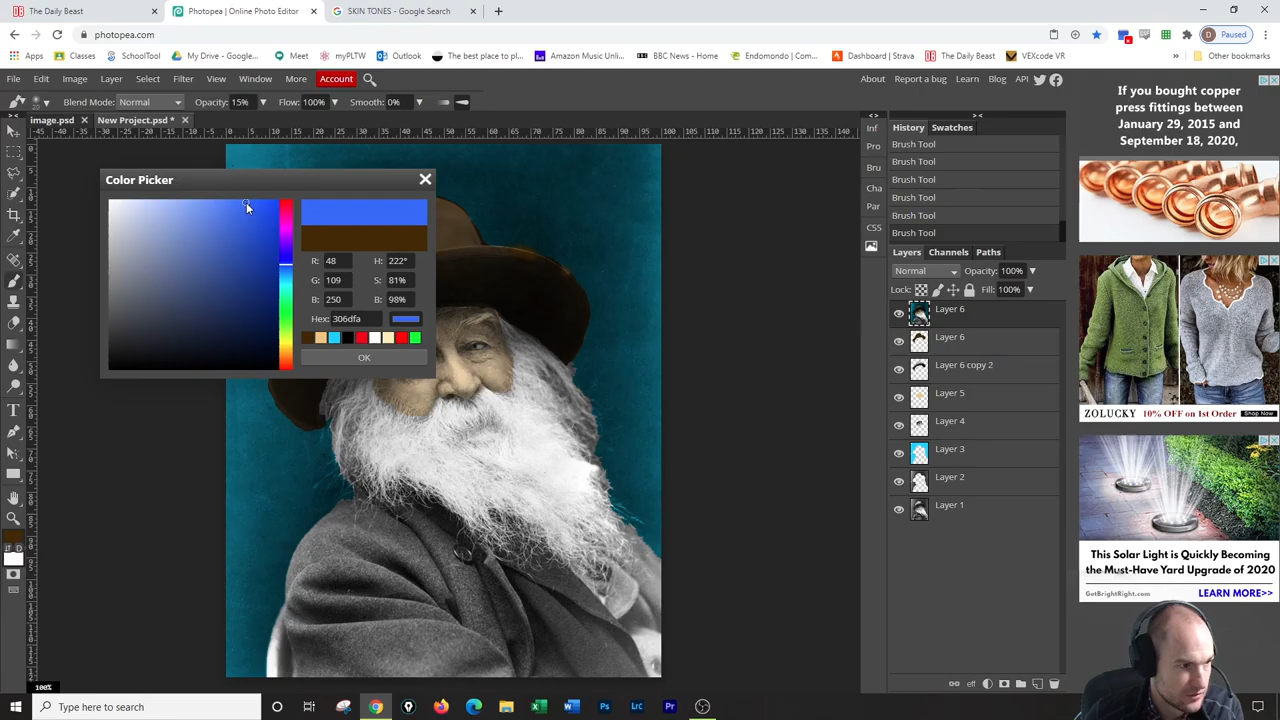 The Daily Beast
Photopea | Online Photo Editor
SKIN TONES - Google Search
photopea.com
Paused
Apps
Classes
SchoolTool
My Drive - Google...
Meet
myPLTW
Outlook
The best place to p...
Amazon Music Unli...
BBC News - Home
Endomondo | Com...
Dashboard | Strava
The Daily Beast
VEXcode VR
Other bookmarks
File Edit Image Layer Select Filter View Window More Account
About Report a bug Learn Blog API
Blend Mode: Normal Opacity: 15% Flow: 100% Smooth: 0%
image.psd
New Project.psd *
Color Picker
R: 48 H: 222°
G: 109 S: 81%
B: 250 B: 98%
Hex: 306dfa
OK
Inf
Pro
Bru
Cha
Par
CSS
History Swatches
Brush Tool
Brush Tool
Brush Tool
Brush Tool
Brush Tool
Brush Tool
Layers Channels Paths
Normal Opacity: 100%
Lock: Fill: 100%
Layer 6
Layer 6
Layer 6 copy 2
Layer 5
Layer 4
Layer 3
Layer 2
Layer 1
If you bought copper
press fittings between
January 29, 2015 and
September 18, 2020,
ZOLUCKY 10% OFF on 1st Order Shop Now
This Solar Light is Quickly Becoming
the Must-Have Yard Upgrade of 2020
GetBrightRight.com LEARN MORE>>
100%
Type here to search